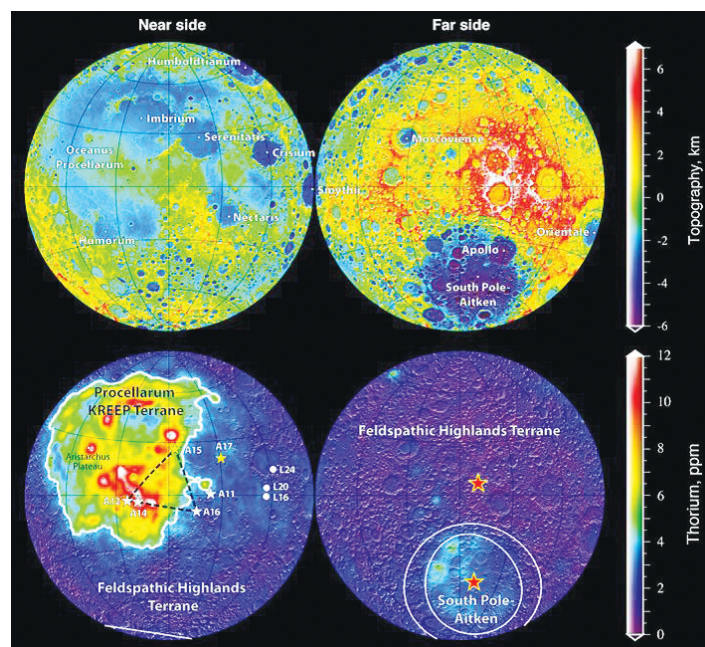 Near side
Far side
Humboldtianum
Imbrium
Serenitatis
Oceanus
Procellarum
Crisium
Smythii
Nectaris
Humorum
Moscoviense
Orientale
Apollo
South Pole-
Aitken
6
4
2
0
-2
-4
-6
Topography, km
Procellarum
KREEP Terrane
Aristarchus
Plateau
A15
A17
L24
L20
L16
A12
A14
A11
A16
Feldspathic Highlands
Terrane
Feldspathic Highlands Terrane
South Pole-
Aitken
12
10
8
6
4
2
0
Thorium, ppm